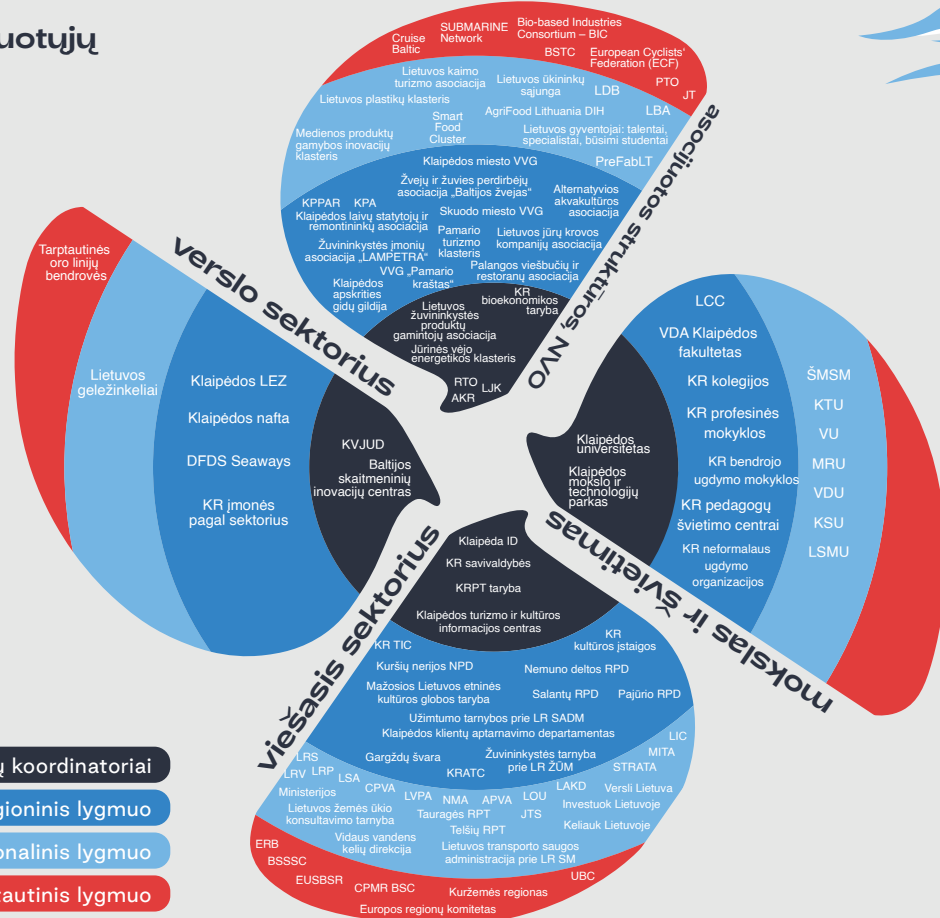 uotyjų
Cruise
Baltic
SUBMARINE
Network
Bio-based Industries
Consortium – BIC
BSTC
European Cyclists'
Federation (ECF)
PTO
JT
Lietuvos kaimo
turizmo asociacija
Lietuvos ūkininkų
sąjunga
LDB
Lietuvos plastikų klasteris
AgriFood Lithuania DIH
LBA
Smart
Food
Cluster
Medienos produktų
gamybos inovacijų
klasteris
Lietuvos gyventojai: talentai,
specialistai, būsimi studentai
PreFabLT
Klaipėdos miesto VVG
Žvejų ir žuvies perdirbėjų
asociacija „Baltijos žvejas“
Alternatyvios
akvakultūros
asociacija
KPPAR
KPA
Klaipėdos laivų statytojų ir
remontininkų asociacija
Skuodo miesto VVG
Pamario
turizmo
klasteris
Lietuvos jūrų krovos
kompanijų asociacija
Žuvininkystės įmonių
asociacija „LAMPETRA“
VVG „Pamario
kraštas“
Palangos viešbučių ir
restoranų asociacija
Klaipėdos
apskrities
gidų gildija
KR
bioekonomikos
taryba
Lietuvos
žuvininkystės
produktų
gamintojų asociacija
Jūrinės vėjo
energetikos klasteris
RTO
LJK
AKR
asocijuotos struktūros, NVO
verslo sektorius
Tarptautinės
oro linijų
bendrovės
Lietuvos
geležinkeliai
Klaipėdos LEZ
Klaipėdos nafta
DFDS Seaways
KR įmonės
pagal sektorius
KVJUD
Baltijos
skaitmeninių
inovacijų centras
Klaipėdos
universitetas
Klaipėdos
mokslo ir
technologijų
parkas
LCC
VDA Klaipėdos
fakultetas
KR kolegijos
KR profesinės
mokyklos
KR bendrojo
ugdymo mokyklos
KR pedagogų
švietimo centrai
KR neformalaus
ugdymo
organizacijos
ŠMSM
KTU
VU
MRU
VDU
KSU
LSMU
mokslas ir švietimas
viešasis sektorius
Klaipėda ID
KR savivaldybės
KRPT taryba
Klaipėdos turizmo ir kultūros
informacijos centras
KR TIC
KR
kultūros įstaigos
Kuršių nerijos NPD
Nemuno deltos RPD
Mažosios Lietuvos etninės
kultūros globos taryba
Salantų RPD
Pajūrio RPD
Užimtumo tarnybos prie LR SADM
Klaipėdos klientų aptarnavimo departamentas
Gargždų švara
Žuvininkystės tarnyba
prie LR ŽŪM
KRATC
LIC
MITA
STRATA
LRS
LRV
LRP
LSA
Ministerijos
CPVA
LVPA
NMA
APVA
LOU
LAKD
Versli Lietuva
Lietuvos žemės ūkio
konsultavimo tarnyba
Tauragės RPT
JTS
Investuok Lietuvoje
Telšių RPT
Keliauk Lietuvoje
Vidaus vandens
kelių direkcija
Lietuvos transporto saugos
administracija prie LR SM
ERB
BSSSC
EUSBSR
CPMR BSC
Kuržemės regionas
UBC
Europos regionų komitetas
ų koordinatoriai
gioninis lygmuo
onalinis lygmuo
tautinis lygmuo